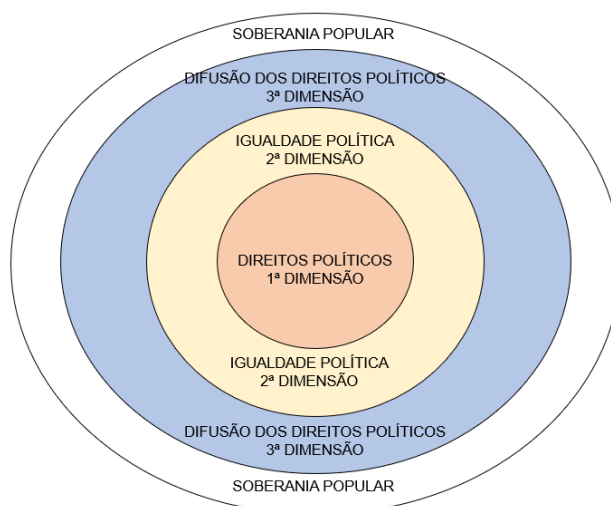 SOBERANIA POPULAR
DIFUSÃO DOS DIREITOS POLÍTICOS
3ª DIMENSÃO
IGUALDADE POLÍTICA
2ª DIMENSÃO
DIREITOS POLÍTICOS
1ª DIMENSÃO
IGUALDADE POLÍTICA
2ª DIMENSÃO
DIFUSÃO DOS DIREITOS POLÍTICOS
3ª DIMENSÃO
SOBERANIA POPULAR